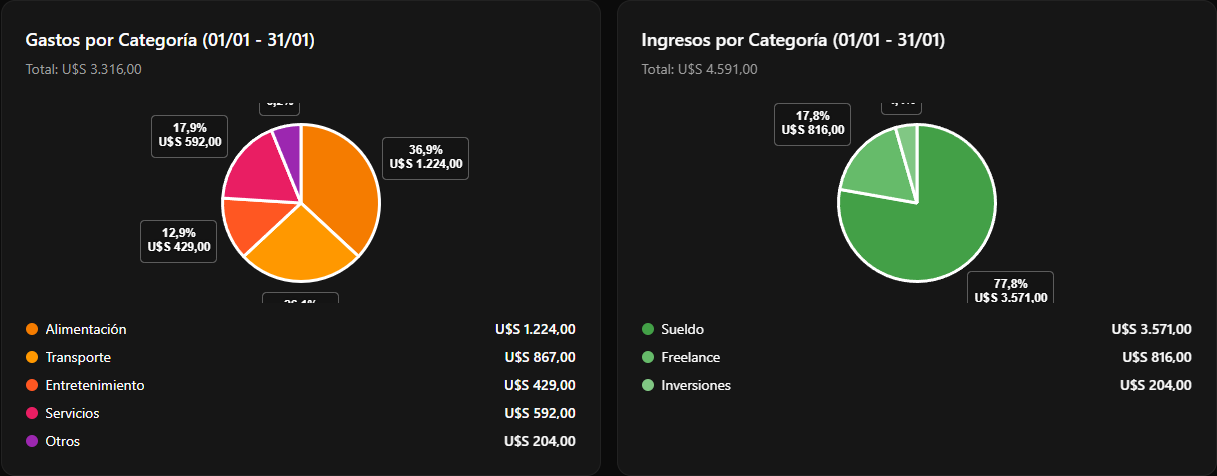 Gastos por Categoría (01/01 - 31/01)
Total: U$S 3.316,00
17,9%
U$S 592,00
36,9%
U$S 1.224,00
12,9%
U$S 429,00
Alimentación U$S 1.224,00
Transporte U$S 867,00
Entretenimiento U$S 429,00
Servicios U$S 592,00
Otros U$S 204,00
Ingresos por Categoría (01/01 - 31/01)
Total: U$S 4.591,00
17,8%
U$S 816,00
77,8%
U$S 3.571,00
Sueldo U$S 3.571,00
Freelance U$S 816,00
Inversiones U$S 204,00